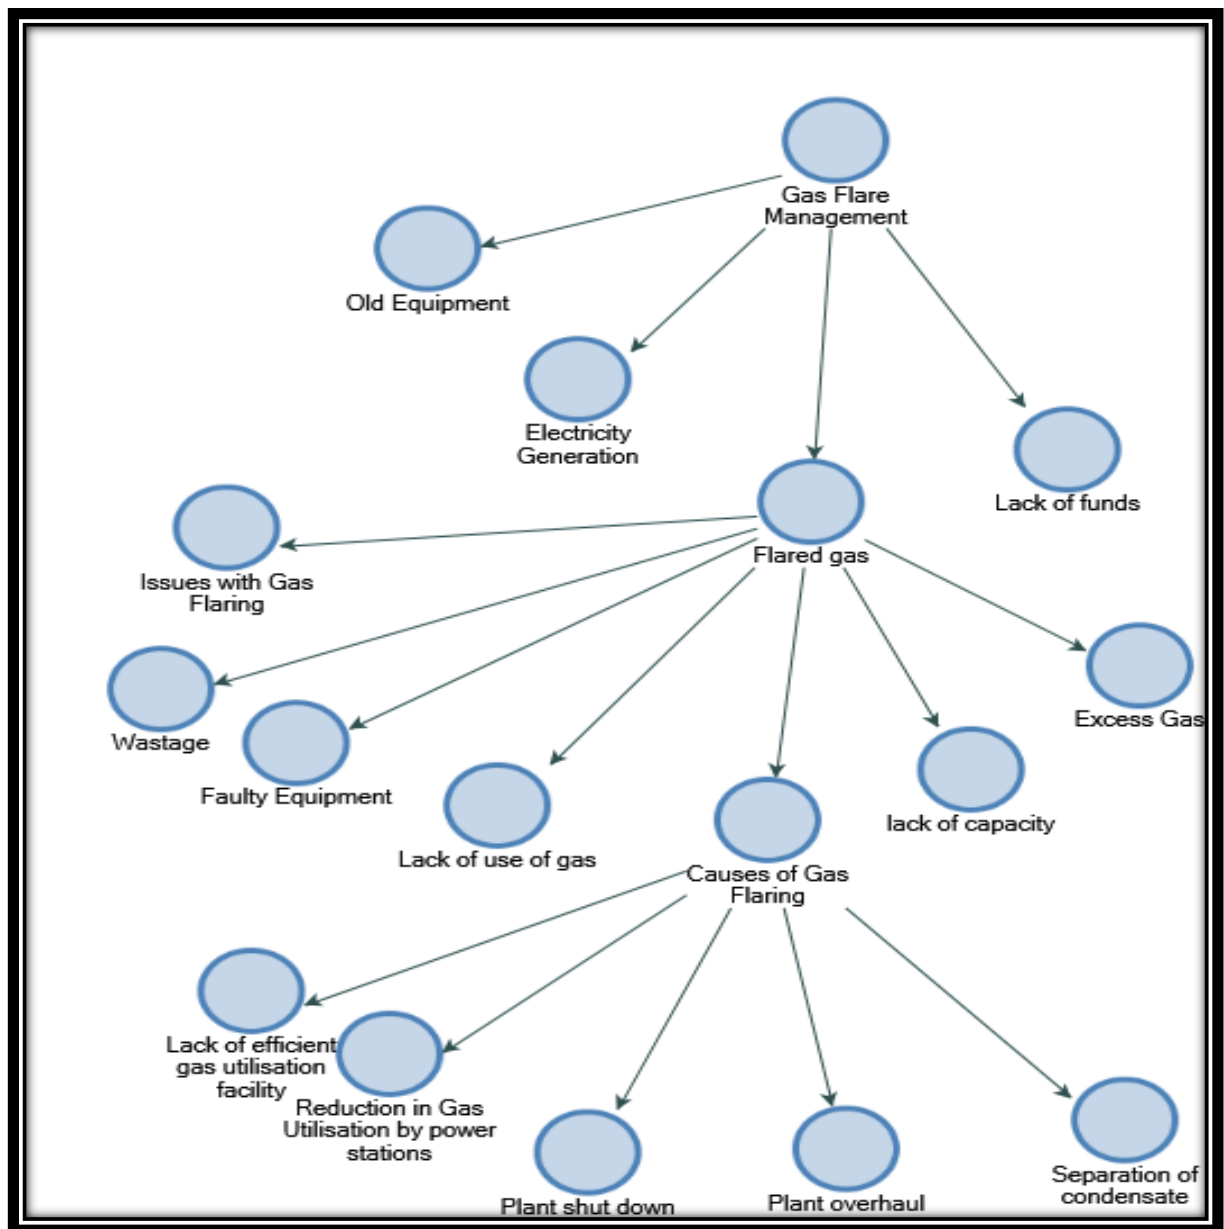 Gas Flare
Management
Old Equipment
Electricity
Generation
Lack of funds
Flared gas
Issues with Gas
Flaring
Wastage
Excess Gas
Faulty Equipment
Lack of use of gas
lack of capacity
Causes of Gas
Flaring
Lack of efficient
gas utilisation
facility
Reduction in Gas
Utilisation by power
stations
Plant shut down
Plant overhaul
Separation of
condensate